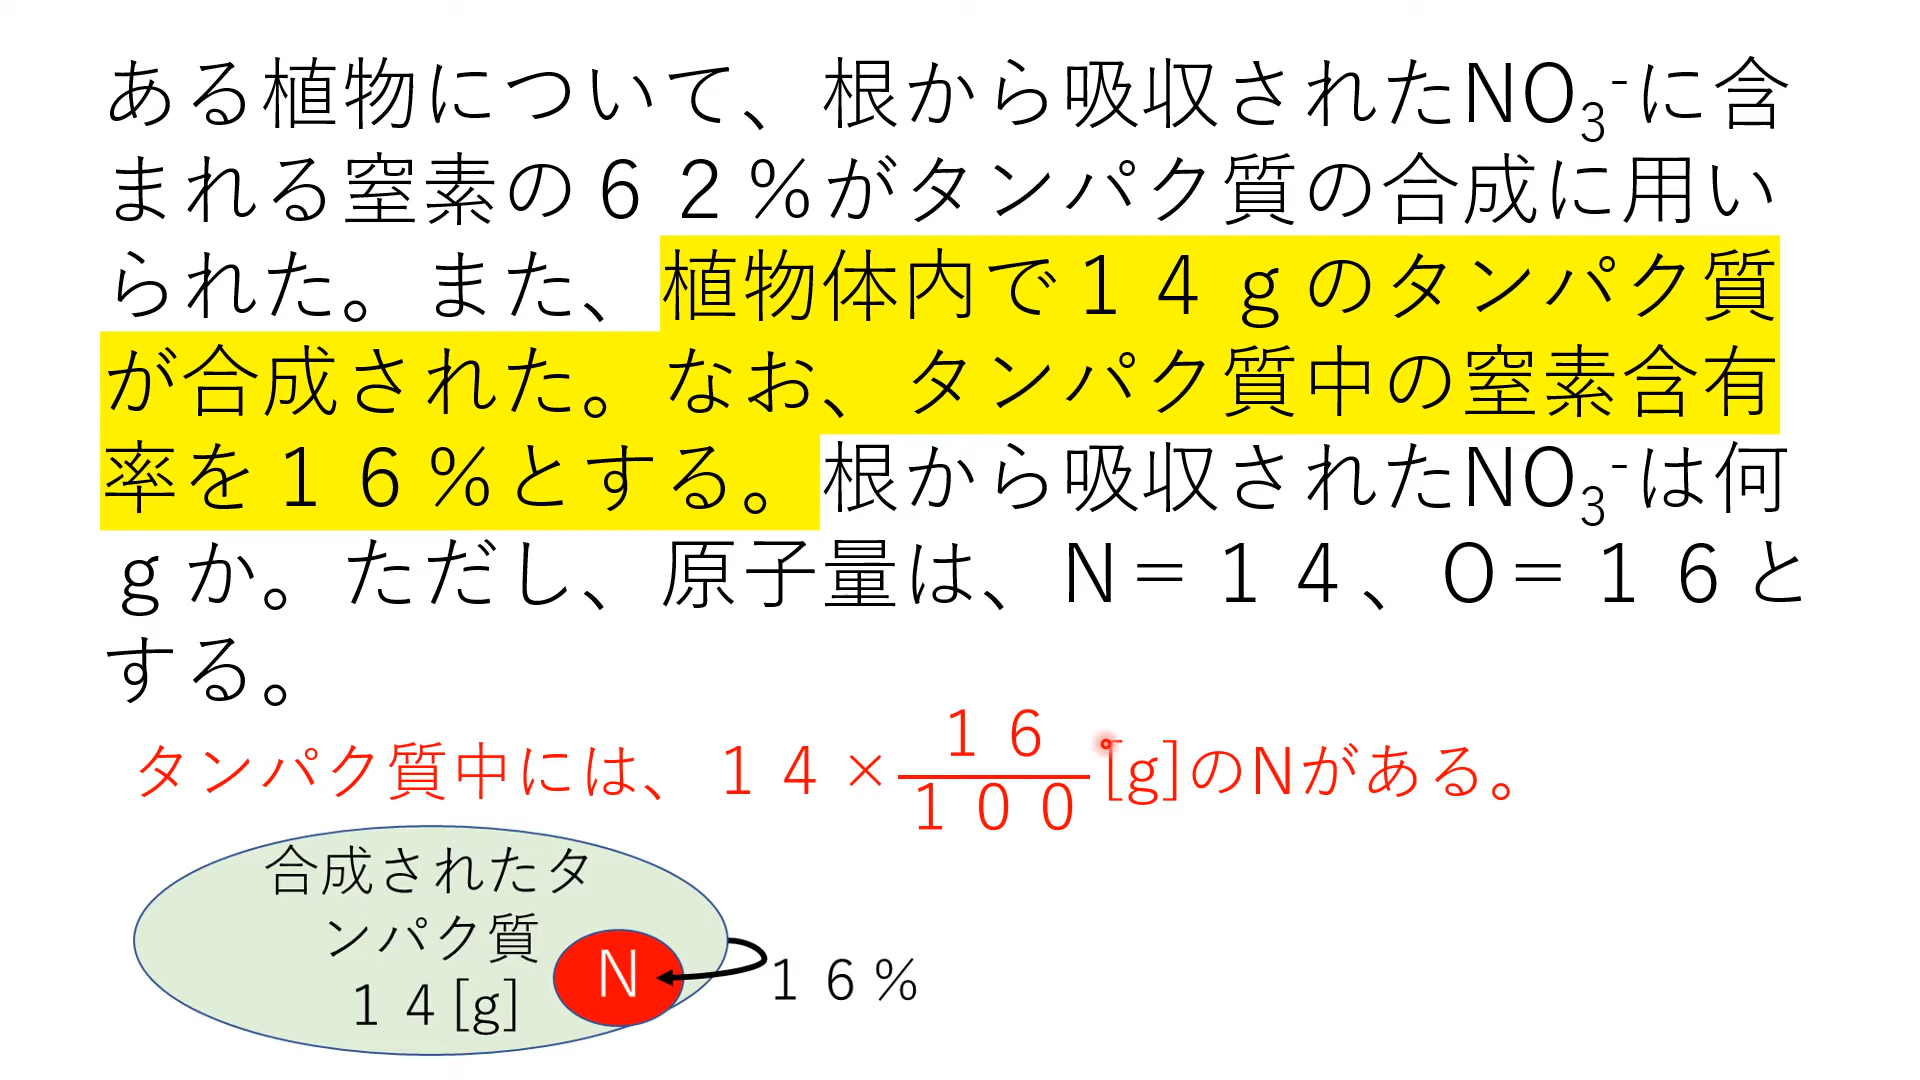 ある植物について、根から吸収されたNO₃⁻に含
まれる窒素の６２％がタンパク質の合成に用い
られた。また、植物体内で１４ｇのタンパク質
が合成された。なお、タンパク質中の窒素含有
率を１６％とする。根から吸収されたNO₃⁻は何
ｇか。ただし、原子量は、N＝１４、O＝１６と
する。
タンパク質中には、１４×１６/１００[g]のNがある。
合成されたタ
ンパク質
１４[g]
N
１６％